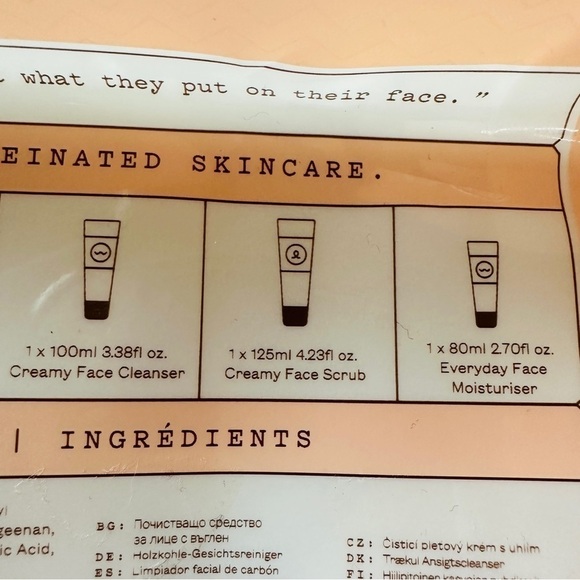 what they put on their face. ”
EINATED SKINCARE.
1 x 100ml 3.38fl oz.
Creamy Face Cleanser
1 x 125ml 4.23fl oz.
Creamy Face Scrub
1 x 80ml 2.70fl oz.
Everyday Face
Moisturiser
| INGRÉDIENTS
geenan,
ic Acid,
BG: Почистващо средство
за лице с въглен
DE: Holzkohle-Gesichtsreiniger
ES: Limpiador facial de carbón
CZ: Čisticí pleťový krém s uhlím
DK: Trækul Ansigtscleanser
FI: